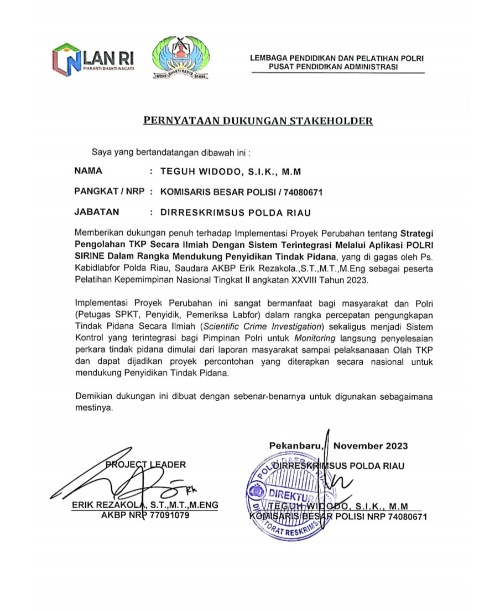 LAN RI
MAKARTI BHAKTI NAGARI
LEMBAGA PENDIDIKAN DAN PELATIHAN POLRI
PUSAT PENDIDIKAN ADMINISTRASI
PERNYATAAN DUKUNGAN STAKEHOLDER
Saya yang bertandatangan dibawah ini :
NAMA : TEGUH WIDODO, S.I.K., M.M
PANGKAT / NRP : KOMISARIS BESAR POLISI / 74080671
JABATAN : DIRRESKRIMSUS POLDA RIAU
Memberikan dukungan penuh terhadap Implementasi Proyek Perubahan tentang Strategi
Pengolahan TKP Secara Ilmiah Dengan Sistem Terintegrasi Melalui Aplikasi POLRI
SIRINE Dalam Rangka Mendukung Penyidikan Tindak Pidana, yang di gagas oleh Ps.
Kabidlabfor Polda Riau, Saudara AKBP Erik Rezakola.,S.T.,M.T.,M.Eng sebagai peserta
Pelatihan Kepemimpinan Nasional Tingkat II angkatan XXVIII Tahun 2023.
Implementasi Proyek Perubahan ini sangat bermanfaat bagi masyarakat dan Polri
(Petugas SPKT, Penyidik, Pemeriksa Labfor) dalam rangka percepatan pengungkapan
Tindak Pidana Secara Ilmiah (Scientific Crime Investigation) sekaligus menjadi Sistem
Kontrol yang terintegrasi bagi Pimpinan Polri untuk Monitoring langsung penyelesaian
perkara tindak pidana dimulai dari laporan masyarakat sampai pelaksanaaan Olah TKP
dan dapat dijadikan proyek percontohan yang diterapkan secara nasional untuk
mendukung Penyidikan Tindak Pidana.
Demikian dukungan ini dibuat dengan sebenar-benarnya untuk digunakan sebagaimana
mestinya.
Pekanbaru, November 2023
PROJECT LEADER
DIRRESKRIMSUS POLDA RIAU
DIREKTUR
ERIK REZAKOLA, S.T.,M.T.,M.ENG
AKBP NRP 77091079
TEGUH WIDODO, S.I.K., M.M
KOMISARIS BESAR POLISI NRP 74080671